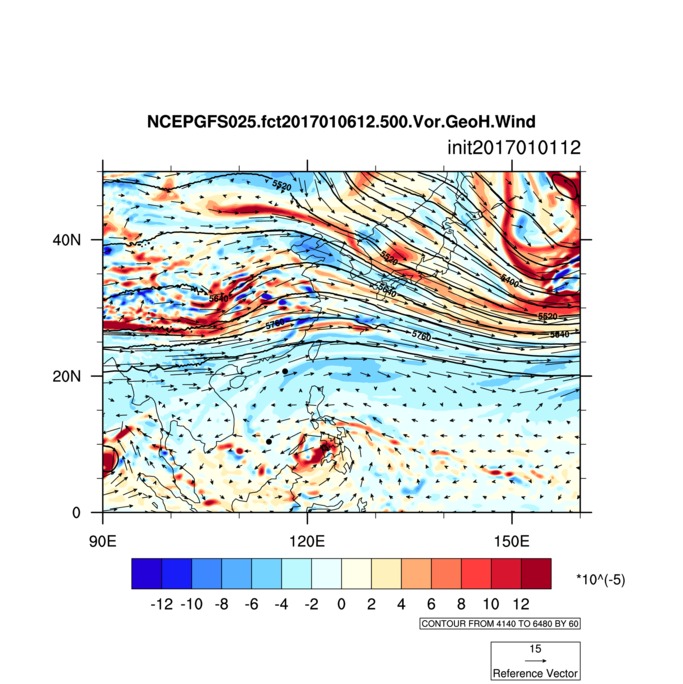 NCEPGFS025.fct2017010612.500.Vor.GeoH.Wind
init2017010112
5520
40N
5520
5400
5640
5640
5520
5760
5760
5640
20N
0
90E 120E 150E
-12 -10 -8 -6 -4 -2 0 2 4 6 8 10 12
*10^(-5)
CONTOUR FROM 4140 TO 6480 BY 60
15
Reference Vector